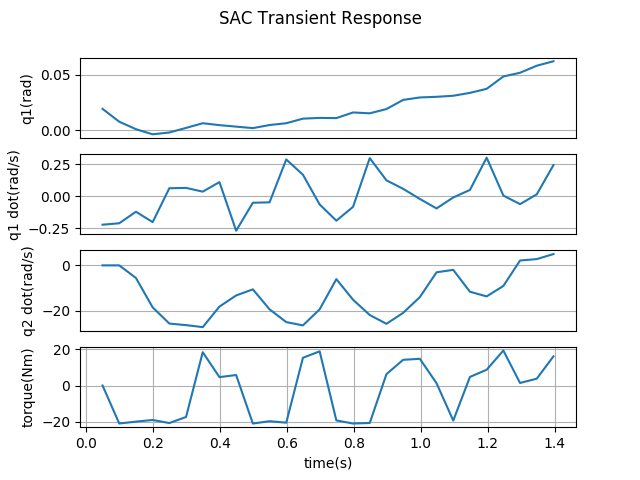 SAC Transient Response
q1(rad)
0.05
0.00
q1 dot(rad/s)
0.25
0.00
−0.25
q2 dot(rad/s)
0
−20
torque(Nm)
20
0
−20
0.0 0.2 0.4 0.6 0.8 1.0 1.2 1.4
time(s)